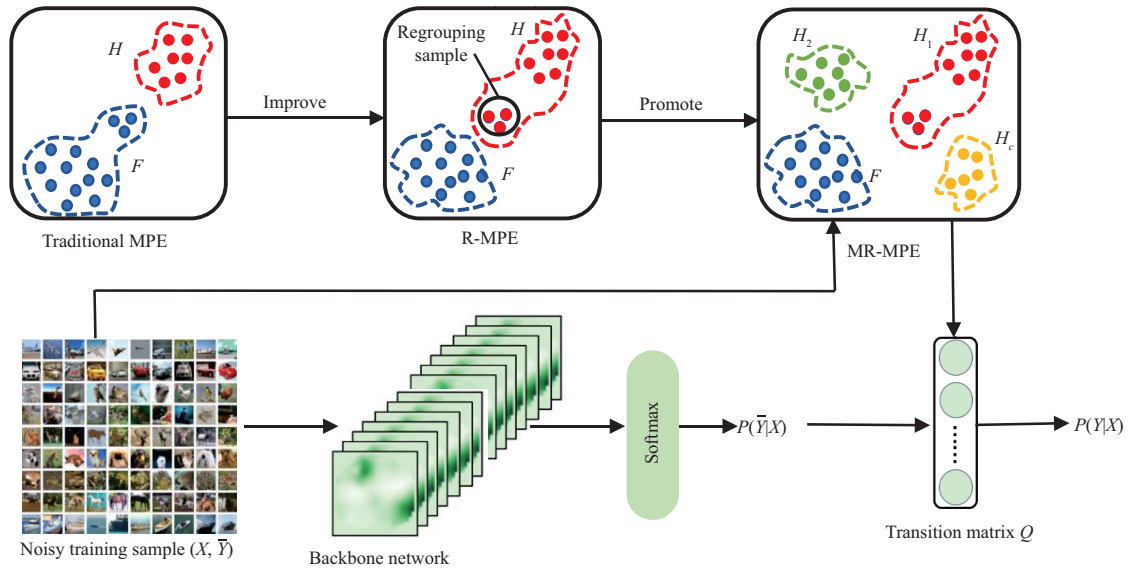 H
F
Traditional MPE
Improve
Regrouping
sample
H
F
R-MPE
Promote
H₂
H₁
H_c
F
MR-MPE
Noisy training sample (X, Ȳ)
Backbone network
Softmax
P(Ȳ|X)
Transition matrix Q
P(Y|X)